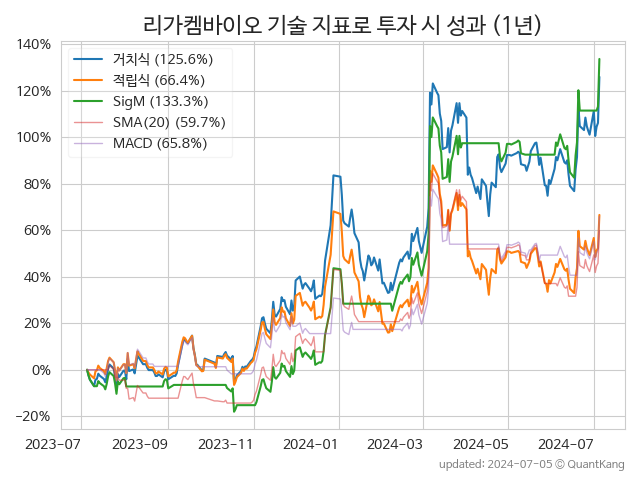 리가켐바이오 기술 지표로 투자 시 성과 (1년)
140%
120%
100%
80%
60%
40%
20%
0%
−20%
거치식 (125.6%)
적립식 (66.4%)
SigM (133.3%)
SMA(20) (59.7%)
MACD (65.8%)
2023-07 2023-09 2023-11 2024-01 2024-03 2024-05 2024-07
updated: 2024-07-05 © QuantKang